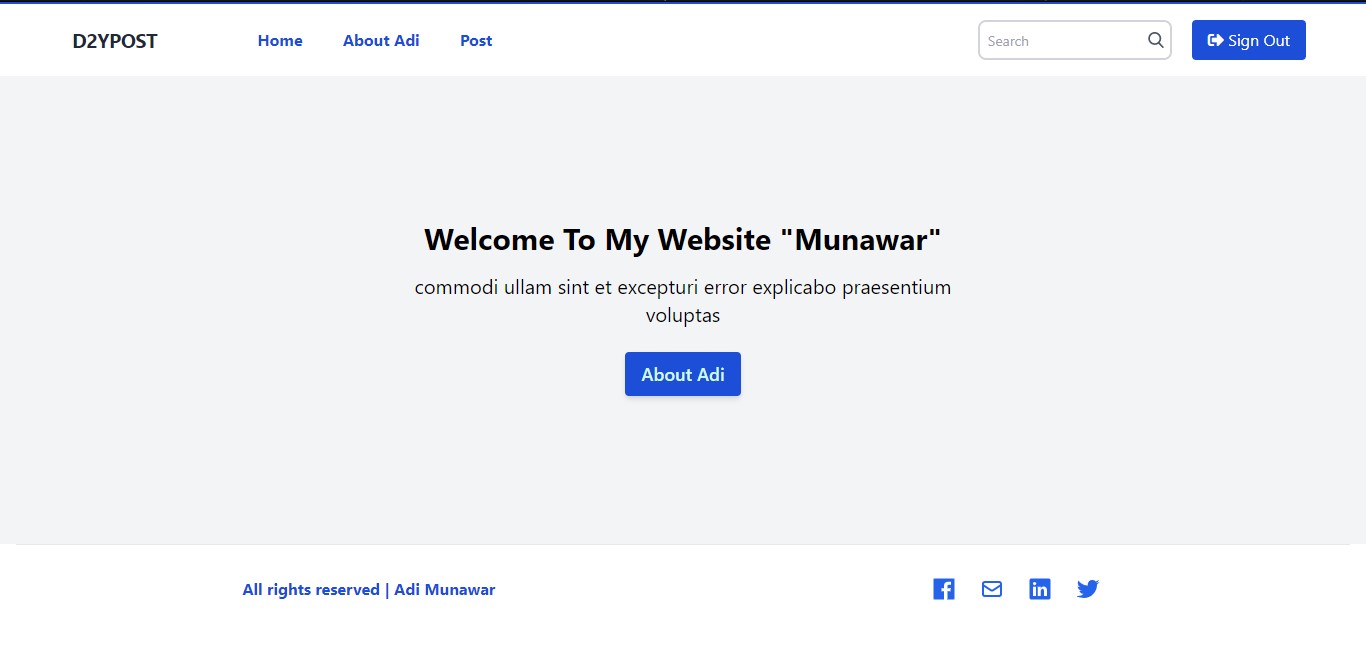 D2YPOST Home About Adi Post Search Sign Out
Welcome To My Website "Munawar"
commodi ullam sint et excepturi error explicabo praesentium
voluptas
About Adi
All rights reserved | Adi Munawar